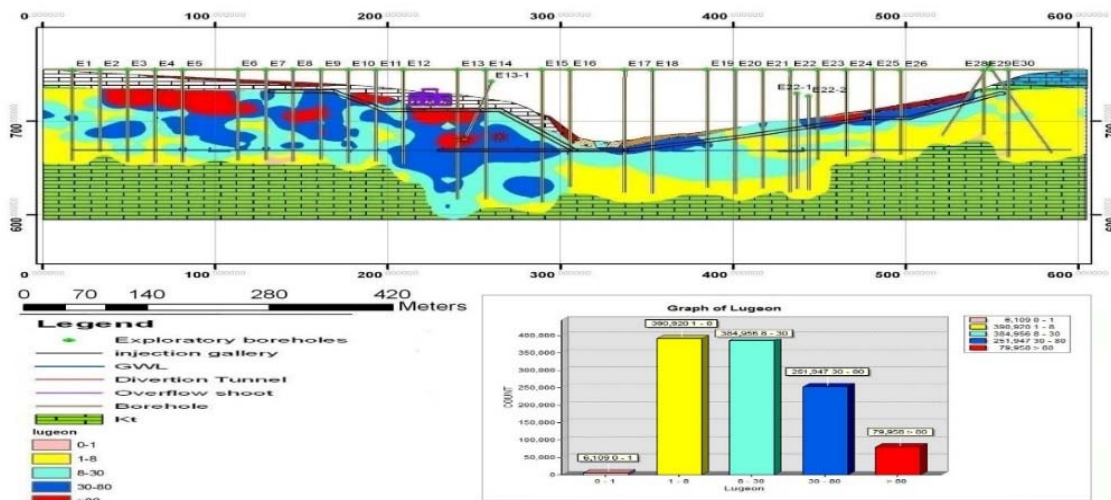 0 100 200 300 400 500 600
E1 E2 E3 E4 E5 E6 E7 E8 E9 E10 E11 E12 E13 E14 E15 E16 E17 E18 E19 E20 E21 E22 E23 E24 E25 E26 E28 E29 E30
E13-1 E22-1 E22-2
700
600 600
0 100 200 300 400 500 600
0 70 140 280 420
Meters
Legend
Exploratory boreholes
injection gallery
GWL
Divertion Tunnel
Overflow shoot
Borehole
Kt
lugeon
0-1
1-8
8-30
30-80
>80
Graph of Lugeon
COUNT
400,000
350,000
300,000
250,000
200,000
150,000
100,000
50,000
0
6,109 0 - 1
390,920 1 - 8
384,956 8 - 30
251,947 30 - 80
79,958 > 80
0 - 1 1 - 8 8 - 30 30 - 80 > 80
Lugeon
6,109 0 - 1
390,920 1 - 8
384,956 8 - 30
251,947 30 - 80
79,958 > 80